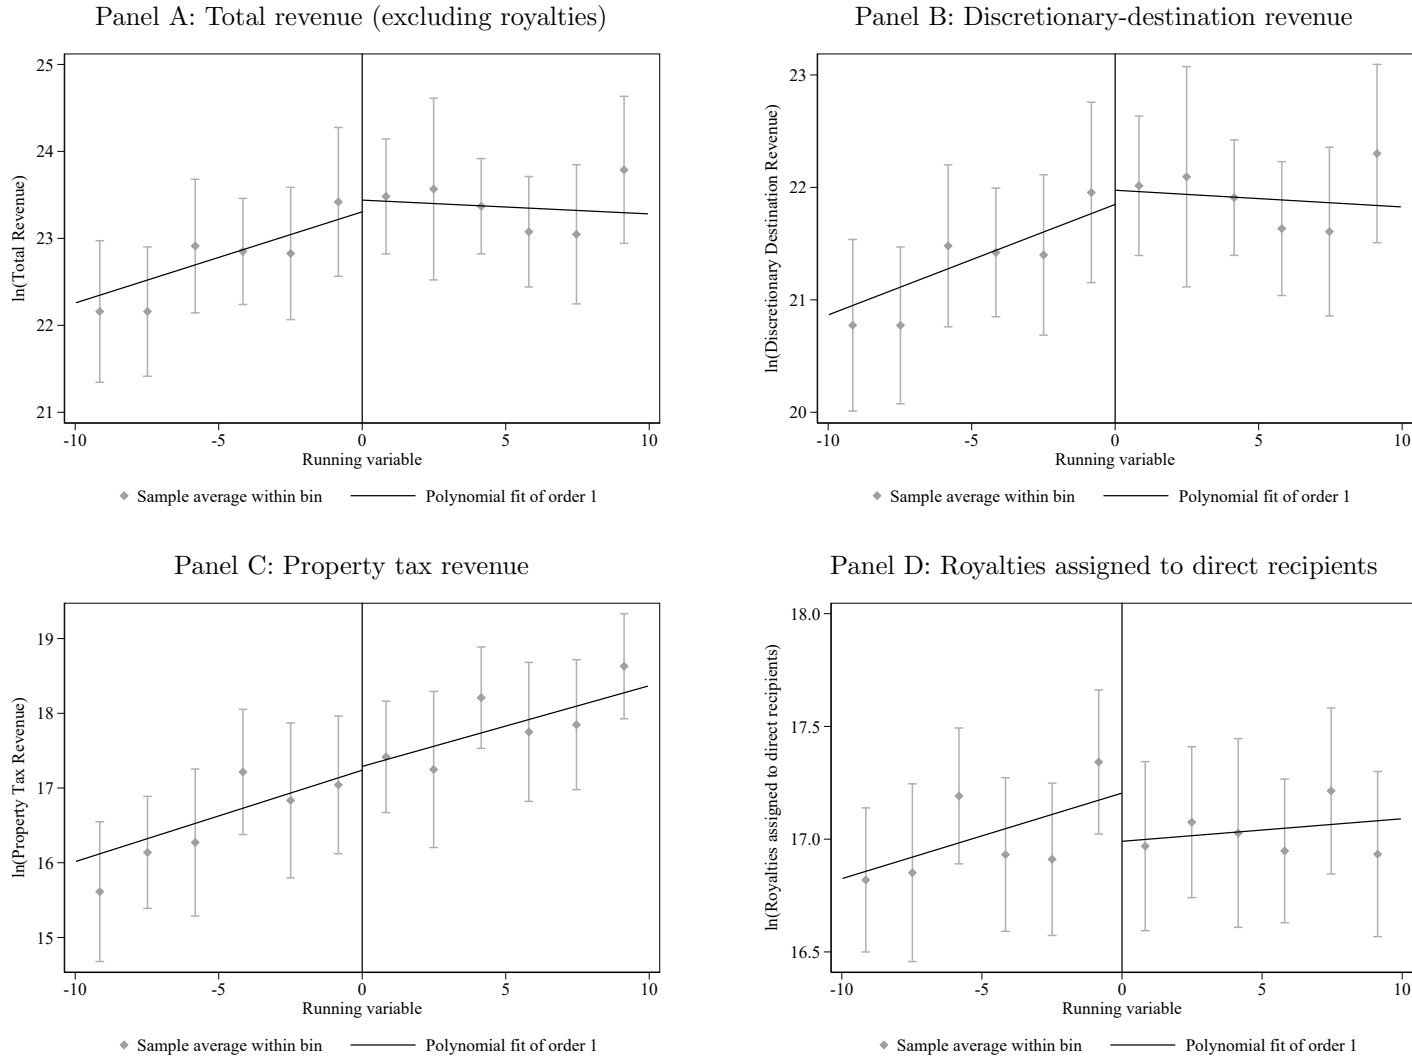 Panel A: Total revenue (excluding royalties)
ln(Total Revenue)
25
24
23
22
21
-10 -5 0 5 10
Running variable
Sample average within bin Polynomial fit of order 1
Panel B: Discretionary-destination revenue
ln(Discretionary Destination Revenue)
23
22
21
20
-10 -5 0 5 10
Running variable
Sample average within bin Polynomial fit of order 1
Panel C: Property tax revenue
ln(Property Tax Revenue)
19
18
17
16
15
-10 -5 0 5 10
Running variable
Sample average within bin Polynomial fit of order 1
Panel D: Royalties assigned to direct recipients
ln(Royalties assigned to direct recipients)
18.0
17.5
17.0
16.5
-10 -5 0 5 10
Running variable
Sample average within bin Polynomial fit of order 1